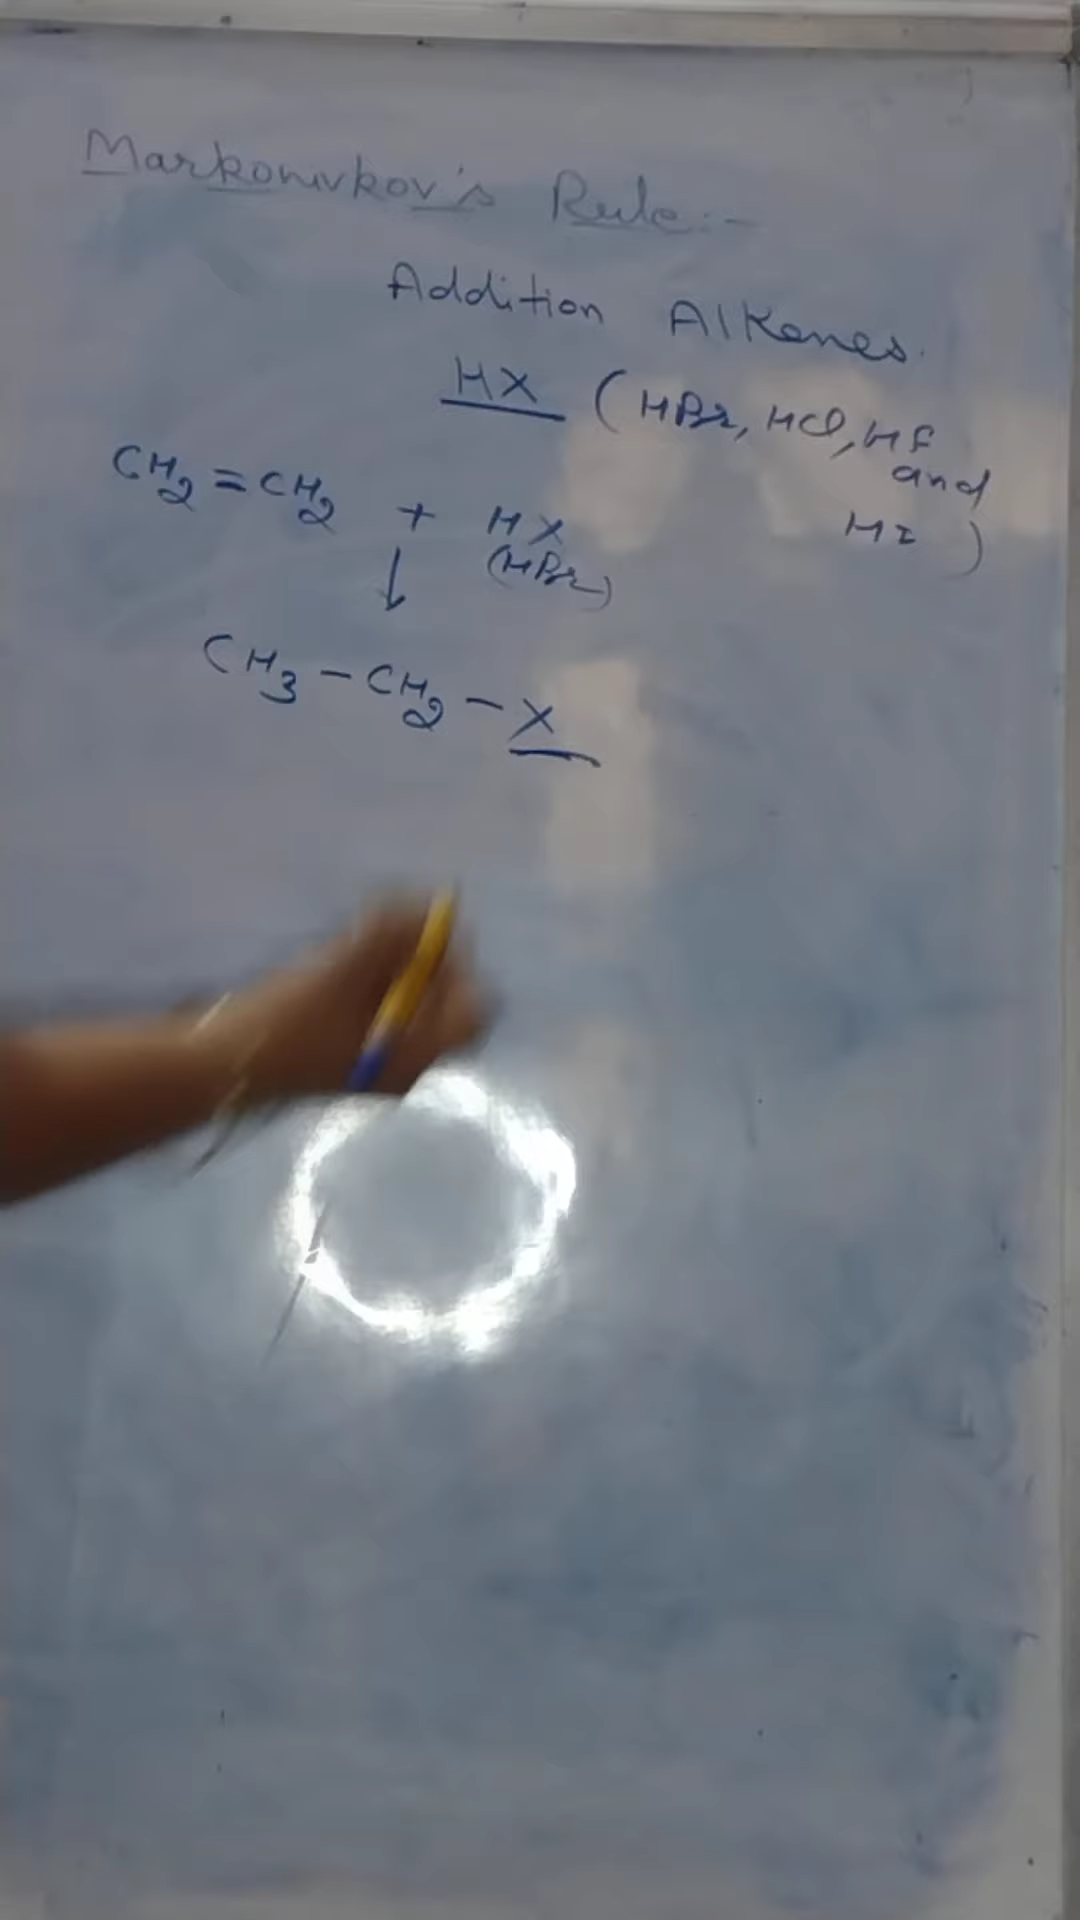 Markonivkov's Rule:-
Addition Alkenes.
HX (HBr, HCl, HF
and
HI)
CH2=CH2 + HX
(HBr)
↓
CH3-CH2-X